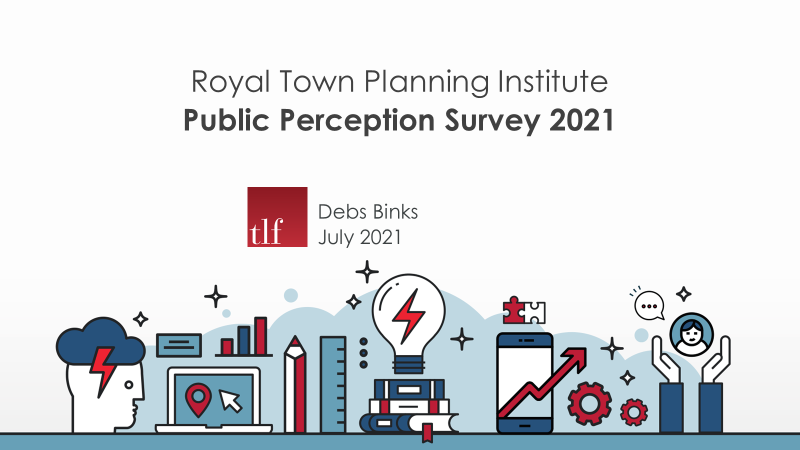 Royal Town Planning Institute
Public Perception Survey 2021
tlf
Debs Binks
July 2021